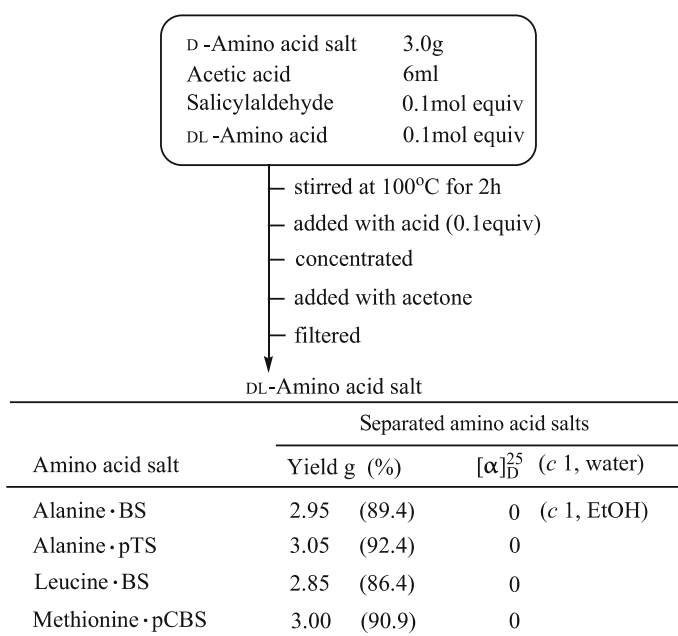 D -Amino acid salt 3.0g
Acetic acid 6ml
Salicylaldehyde 0.1mol equiv
DL -Amino acid 0.1mol equiv
stirred at 100°C for 2h
added with acid (0.1equiv)
concentrated
added with acetone
filtered
DL-Amino acid salt
Separated amino acid salts
Amino acid salt Yield g (%) [α]25D (c 1, water)
Alanine·BS 2.95 (89.4) 0 (c 1, EtOH)
Alanine·pTS 3.05 (92.4) 0
Leucine·BS 2.85 (86.4) 0
Methionine·pCBS 3.00 (90.9) 0